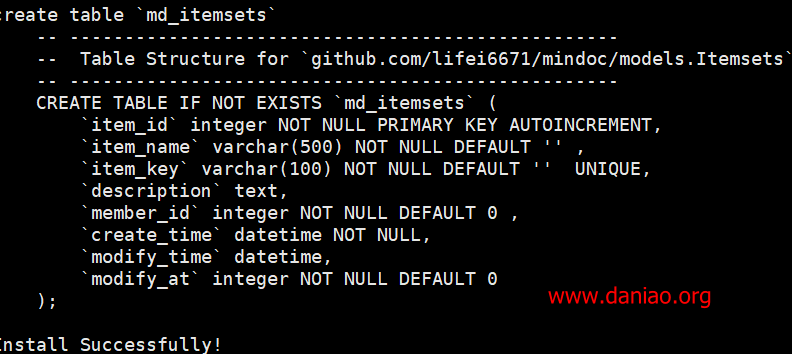 create table `md_itemsets`
    -- --------------------------------------------------
    --  Table Structure for `github.com/lifei6671/mindoc/models.Itemsets`
    -- --------------------------------------------------
    CREATE TABLE IF NOT EXISTS `md_itemsets` (
        `item_id` integer NOT NULL PRIMARY KEY AUTOINCREMENT,
        `item_name` varchar(500) NOT NULL DEFAULT '' ,
        `item_key` varchar(100) NOT NULL DEFAULT ''  UNIQUE,
        `description` text,
        `member_id` integer NOT NULL DEFAULT 0 ,
        `create_time` datetime NOT NULL,
        `modify_time` datetime,
        `modify_at` integer NOT NULL DEFAULT 0
    );
www.daniao.org
Install Successfully!